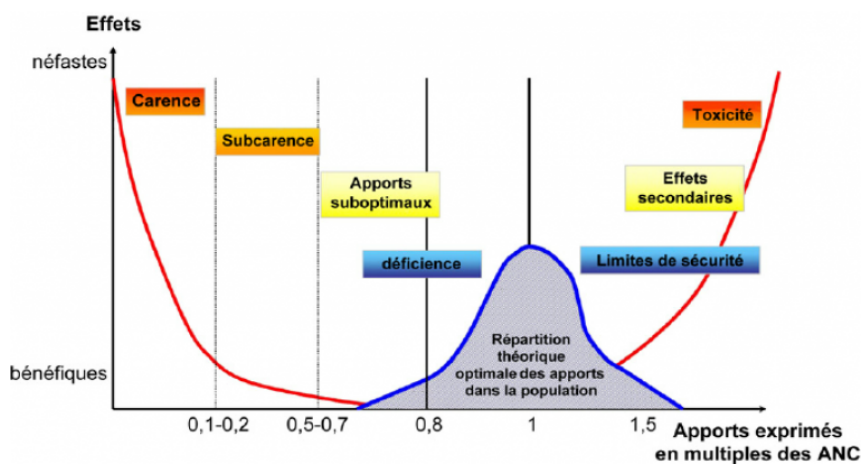 Effets
néfastes
Carence
Toxicité
Subcarence
Apports
suboptimaux
Effets
secondaires
déficience
Limites de sécurité
Répartition
théorique
optimale des apports
dans la population
bénéfiques
0,1-0,2
0,5-0,7
0,8
1
1,5
Apports exprimés
en multiples des ANC